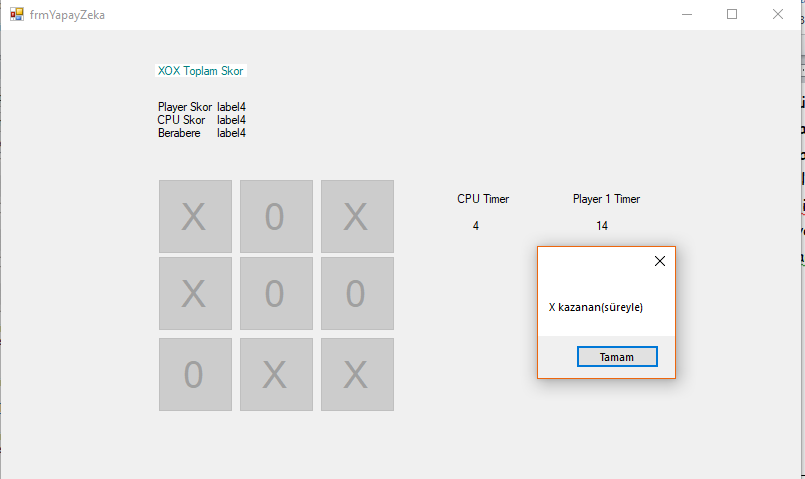 frmYapayZeka
XOX Toplam Skor
Player Skor label4
CPU Skor label4
Berabere label4
X 0 X
X 0 0
0 X X
CPU Timer Player 1 Timer
4 14
X kazanan(süreyle)
Tamam